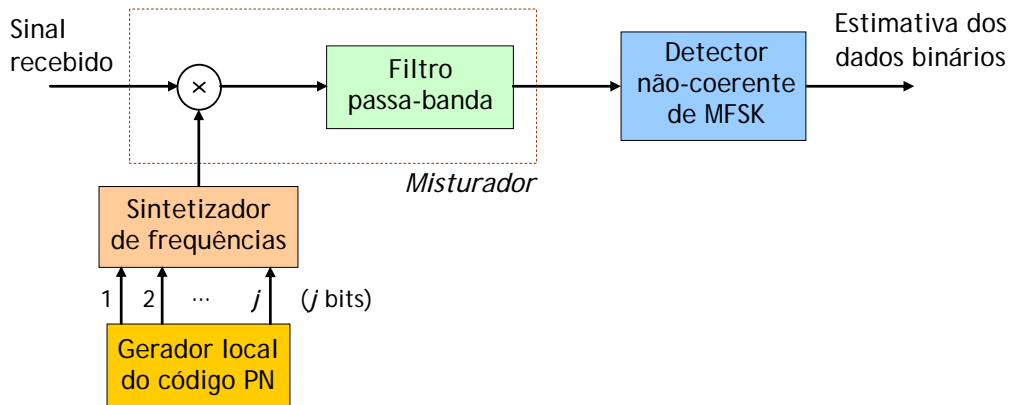 Sinal
recebido
×
Filtro
passa-banda
Detector
não-coerente
de MFSK
Estimativa dos
dados binários
Misturador
Sintetizador
de frequências
1 2 ... j (j bits)
Gerador local
do código PN